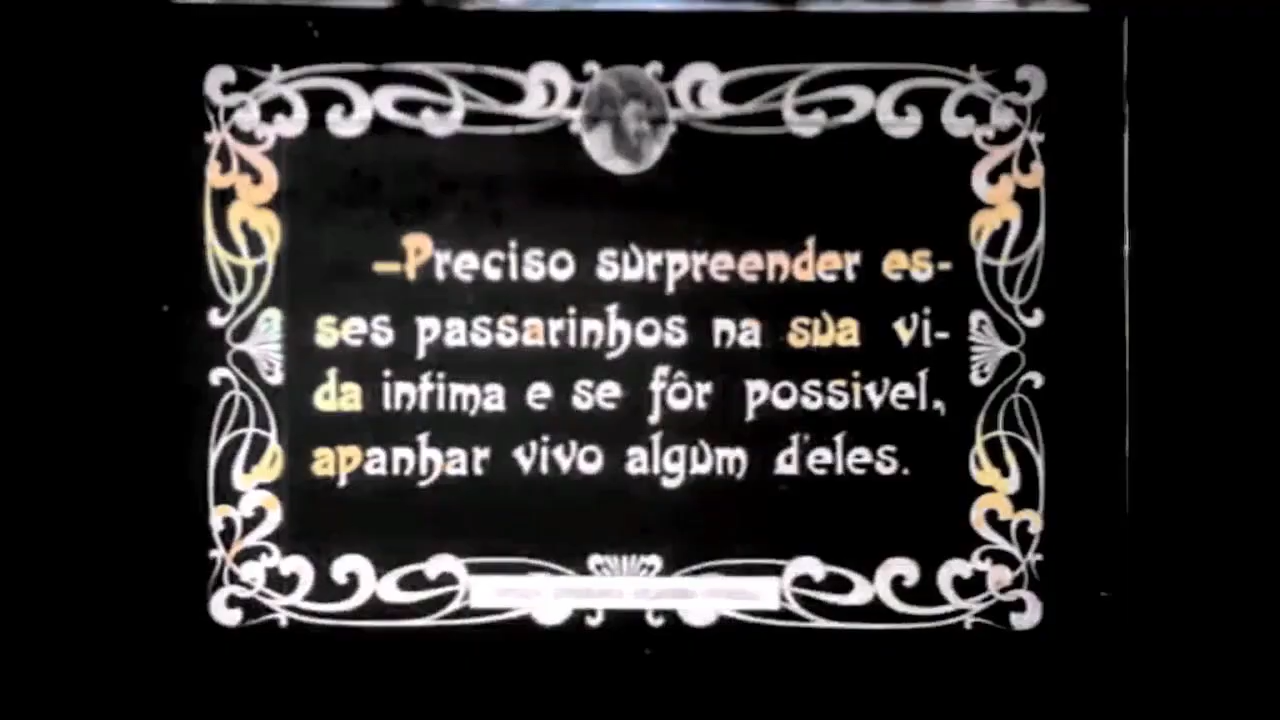 –Preciso surpreender es-
ses passarinhos na sua vi-
da intima e se fôr possivel,
apanhar vivo algum d'eles.